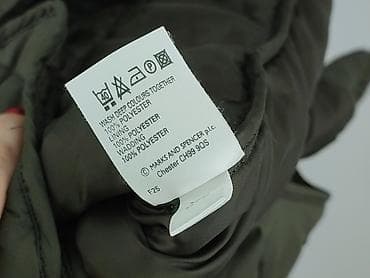 40 P
WASH DEEP COLOURS TOGETHER
100% POLYESTER
LINING
100% POLYESTER
WADDING
100% POLYESTER
© MARKS AND SPENCER p.l.c.
Chester CH99 9QS
F25